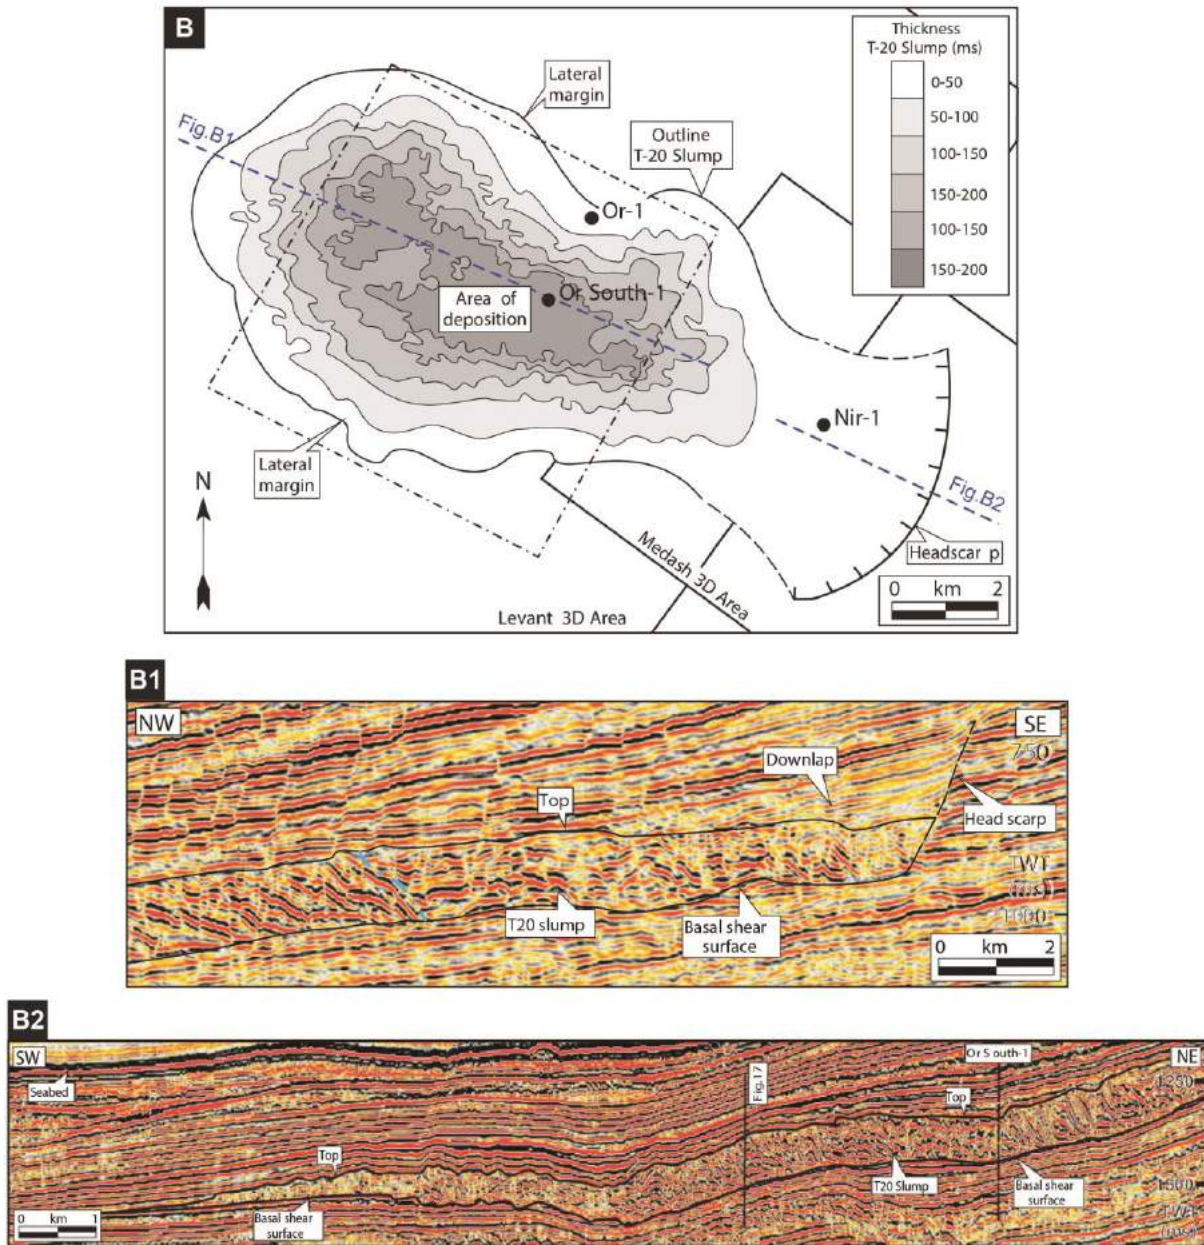 B
Thickness
T-20 Slump (ms)
0-50
50-100
100-150
150-200
100-150
150-200
Lateral
margin
Outline
T-20 Slump
Fig.B1
Or-1
Or South-1
Area of
deposition
Nir-1
Fig.B2
Lateral
margin
N
Headscar p
Medash 3D Area
Levant 3D Area
0 km 2
B1
NW
SE
750
Downlap
Top
Head scarp
TWT
(ms)
1000
T20 slump
Basal shear
surface
0 km 2
B2
SW
Or S outh-1
NE
Seabed
Fig.17
Top
1250
Top
T20 Slump
Basal shear
surface
1500
TWT
(ms)
Basal shear
surface
0 km 1